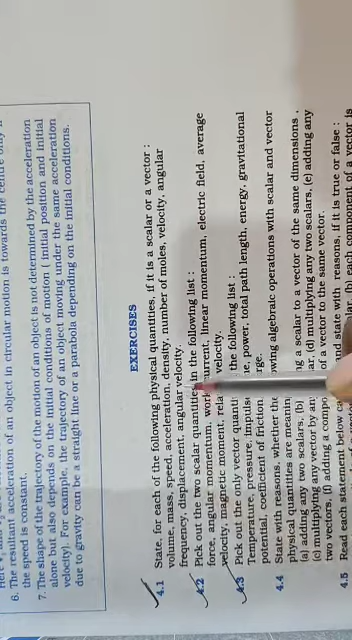 6. The resultant acceleration of an object in circular motion is towards the centre only if
the speed is constant.
7. The shape of the trajectory of the motion of an object is not determined by the acceleration
alone but also depends on the initial conditions of motion ( initial position and initial
velocity). For example, the trajectory of an object moving under the same acceleration
due to gravity can be a straight line or a parabola depending on the initial conditions.
EXERCISES
4.1 State, for each of the following physical quantities, if it is a scalar or a vector :
volume, mass, speed, acceleration, density, number of moles, velocity, angular
frequency, displacement, angular velocity.
4.2 Pick out the two scalar quantities in the following list :
force, angular momentum, work current, linear momentum, electric field, average
velocity, magnetic moment, rela velocity.
4.3 Pick out the only vector quanti the following list :
Temperature, pressure, impuls e, power, total path length, energy, gravitational
potential, coefficient of friction rge.
4.4 State with reasons, whether the wing algebraic operations with scalar and vector
physical quantities are meanin
(a) adding any two scalars, (b) ng a scalar to a vector of the same dimensions ,
(c) multiplying any vector by an ar, (d) multiplying any two scalars, (e) adding any
two vectors, (f) adding a compo of a vector to the same vector.
4.5 Read each statement below and state with reasons, if it is true or false :
(b) each component of a vector is